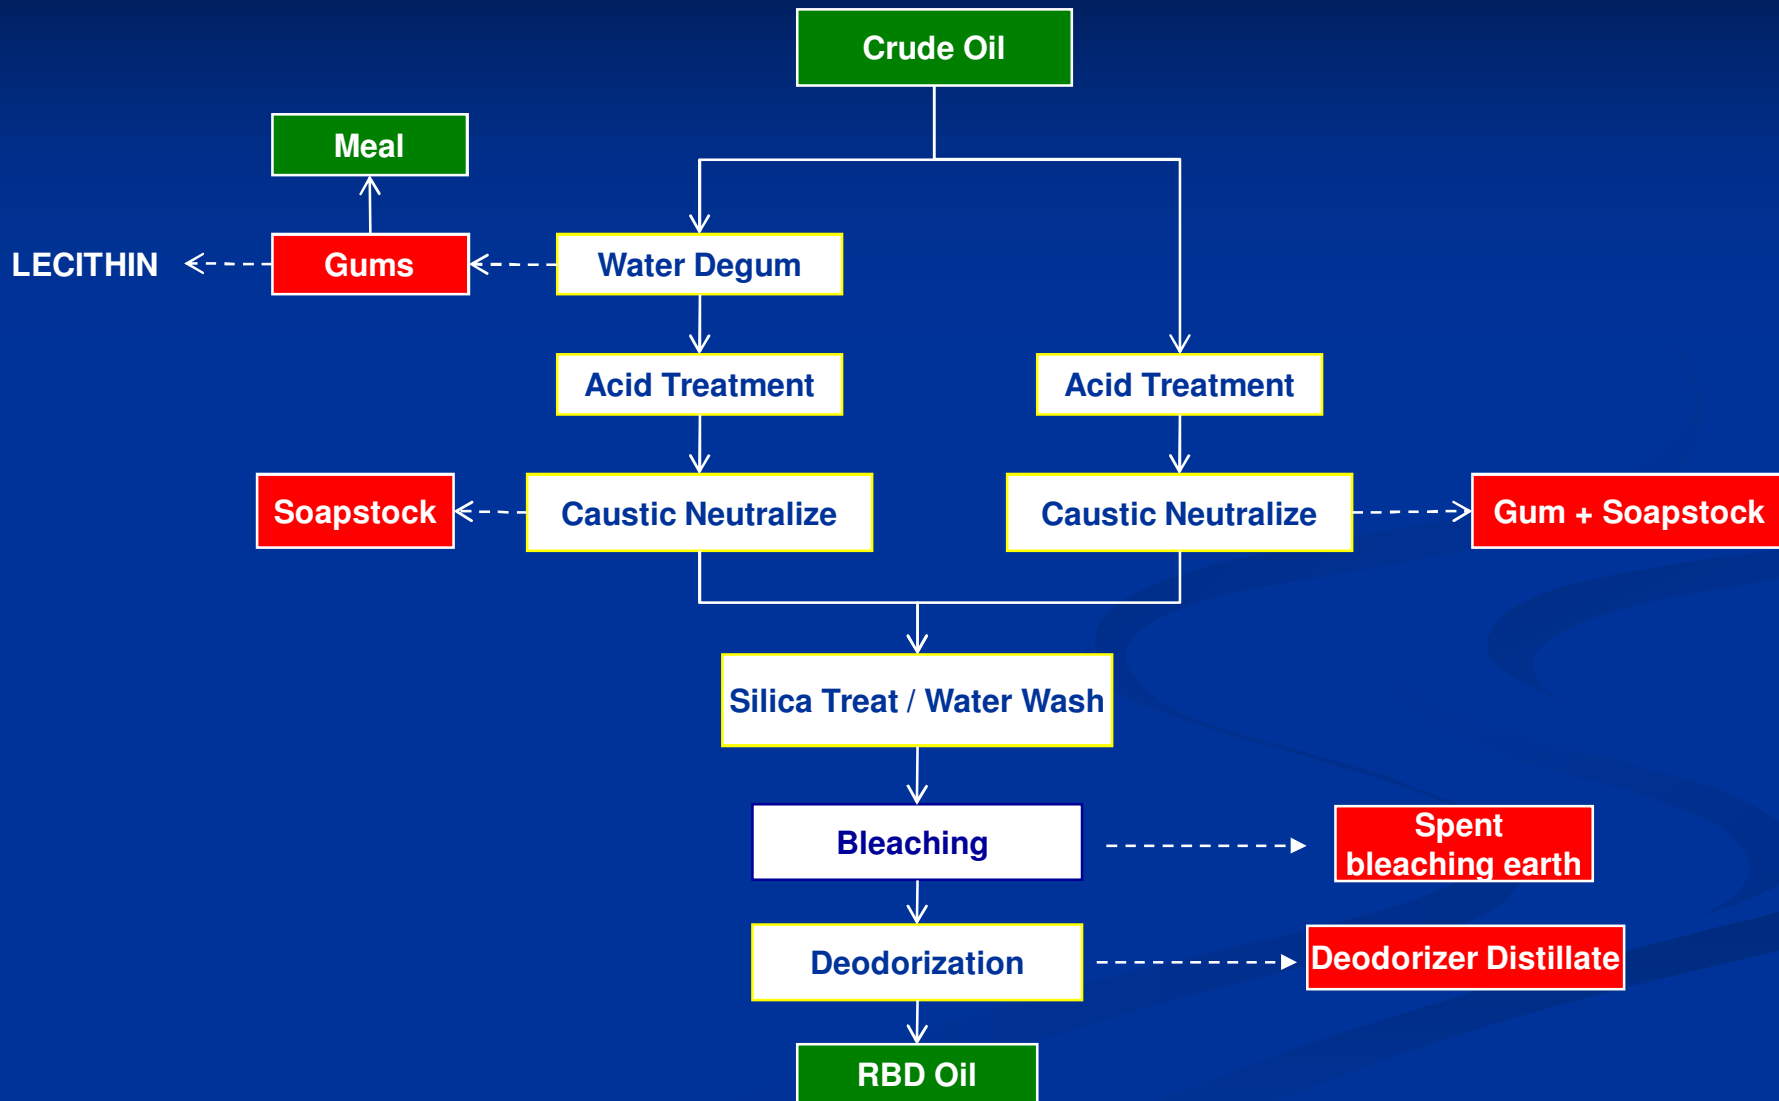 Crude Oil
Meal
LECITHIN
Gums
Water Degum
Acid Treatment
Acid Treatment
Soapstock
Caustic Neutralize
Caustic Neutralize
Gum + Soapstock
Silica Treat / Water Wash
Bleaching
Spent
bleaching earth
Deodorization
Deodorizer Distillate
RBD Oil